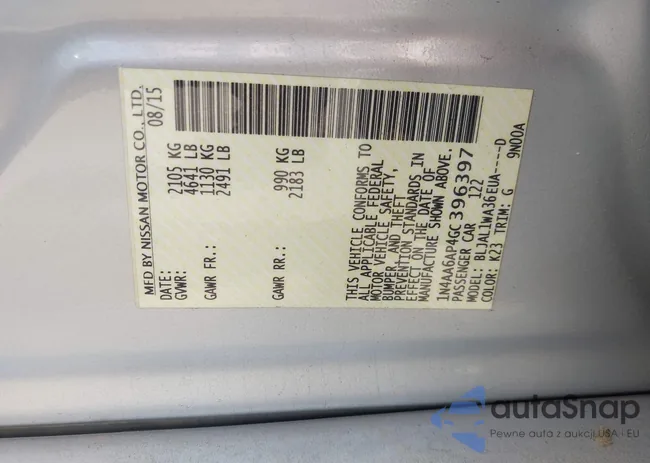 MFD BY NISSAN MOTOR CO., LTD.
DATE: 08/15
GVWR: 2105 KG
4641 LB
GAWR FR.: 1130 KG
2491 LB
GAWR RR.: 990 KG
2183 LB
THIS VEHICLE CONFORMS TO
ALL APPLICABLE FEDERAL
MOTOR VEHICLE SAFETY,
BUMPER, AND THEFT
PREVENTION STANDARDS IN
EFFECT ON THE DATE OF
MANUFACTURE SHOWN ABOVE.
1N4AA6AP4GC396397
PASSENGER CAR 122
MODEL: BLJAL1WA36EUA----D
COLOR: K23 TRIM: G 9N00A
autoSnap
Pewne auta z aukcji USA - EU